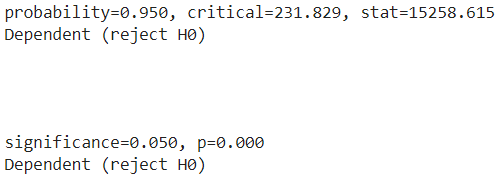 probability=0.950, critical=231.829, stat=15258.615
Dependent (reject H0)
significance=0.050, p=0.000
Dependent (reject H0)